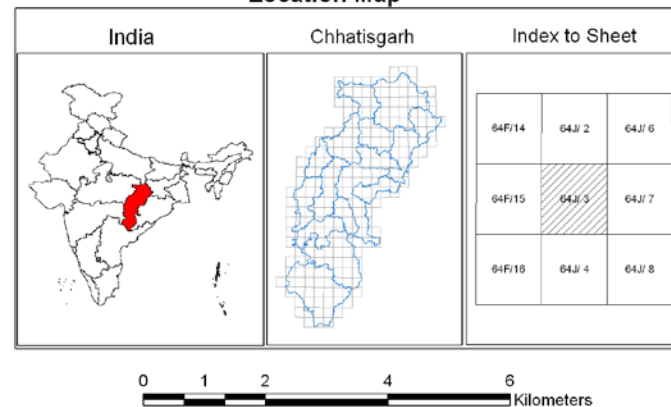 Location Map
India
Chhatisgarh
Index to Sheet
64F/14 64J/ 2 64J/ 6
64F/15 64J/ 3 64J/ 7
64F/16 64J/ 4 64J/ 8
0 1 2 4 6
Kilometers